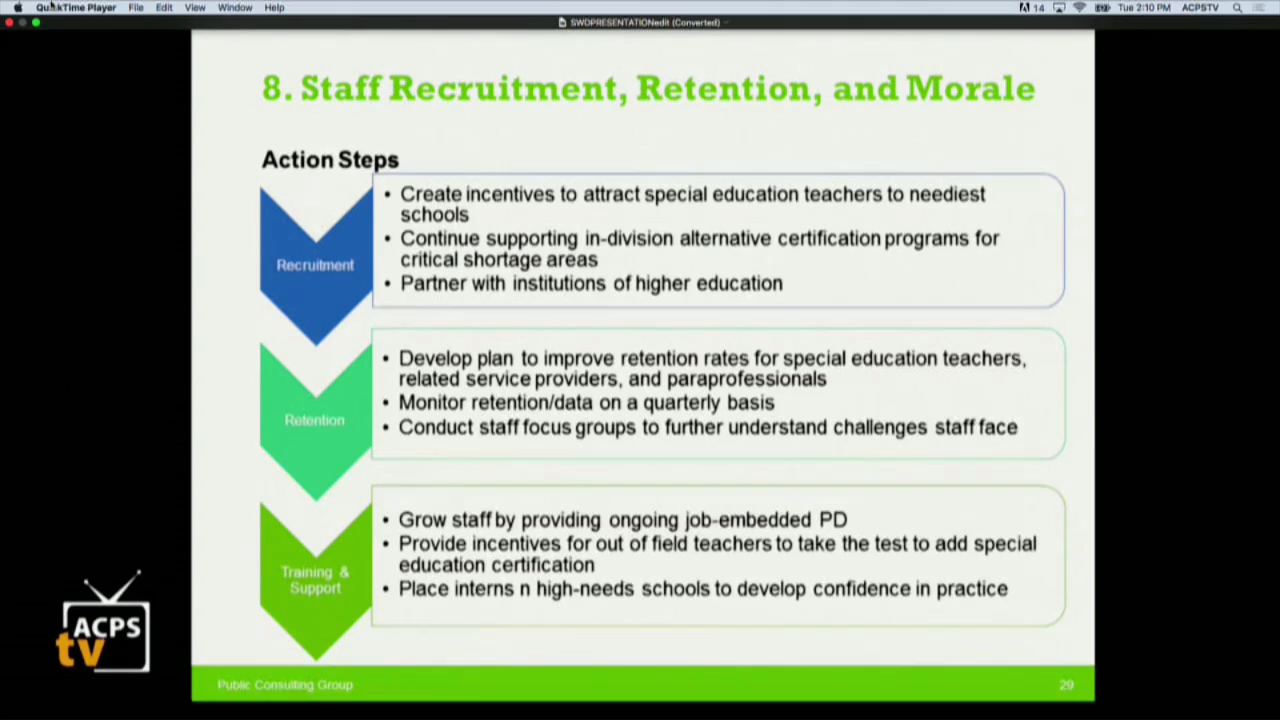 QuickTime Player File Edit View Window Help 14 Tue 2:10 PM ACPSTV
SWDPRESENTATIONedit (Converted)
8. Staff Recruitment, Retention, and Morale
Action Steps
Recruitment
• Create incentives to attract special education teachers to neediest
schools
• Continue supporting in-division alternative certification programs for
critical shortage areas
• Partner with institutions of higher education
Retention
• Develop plan to improve retention rates for special education teachers,
related service providers, and paraprofessionals
• Monitor retention/data on a quarterly basis
• Conduct staff focus groups to further understand challenges staff face
Training &
Support
• Grow staff by providing ongoing job-embedded PD
• Provide incentives for out of field teachers to take the test to add special
education certification
• Place interns n high-needs schools to develop confidence in practice
ACPS
tv
Public Consulting Group 29